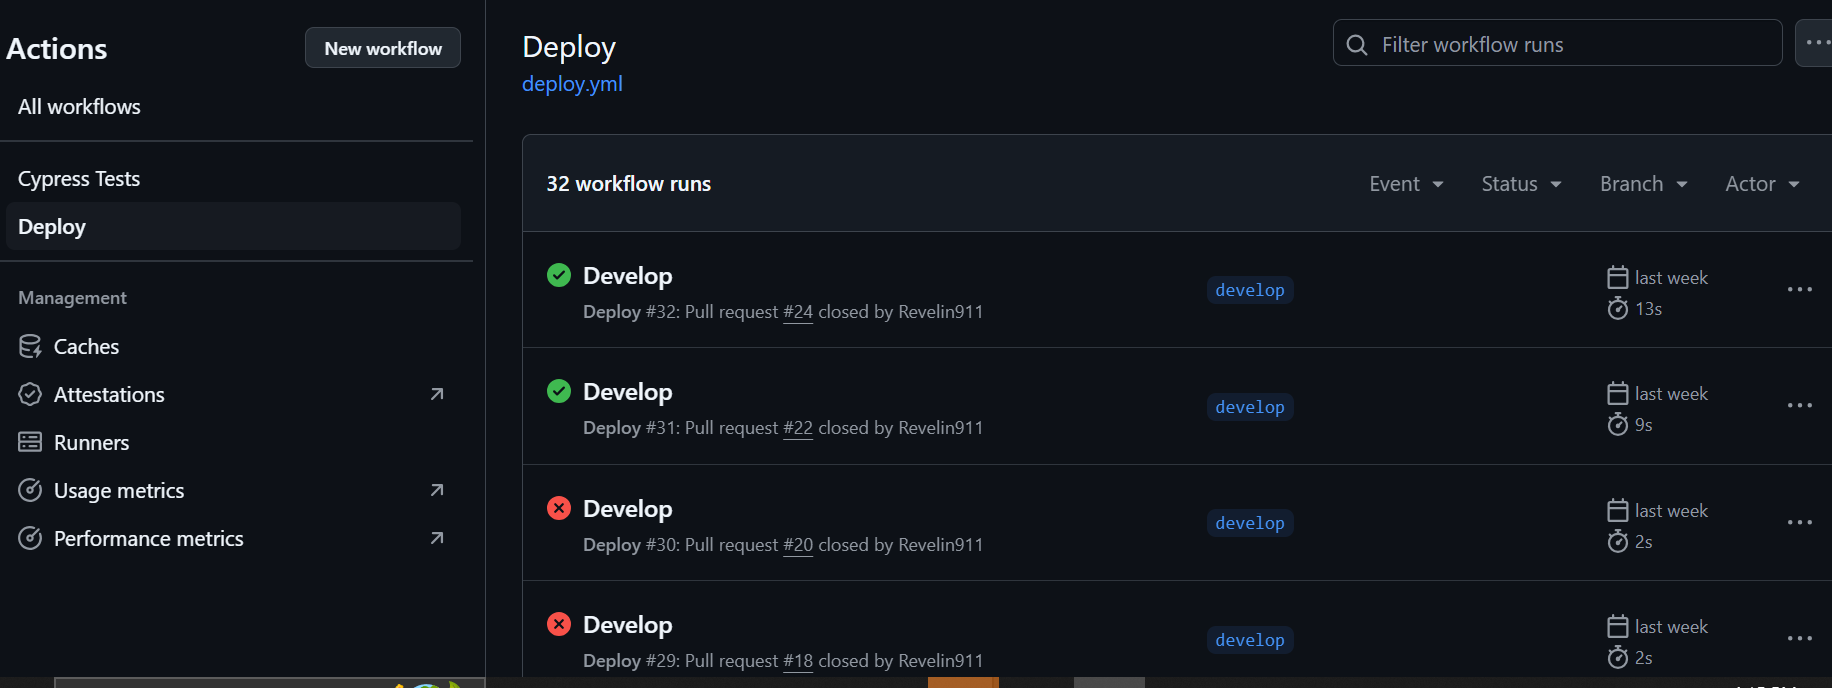 Actions
New workflow
All workflows
Cypress Tests
Deploy
Management
Caches
Attestations
Runners
Usage metrics
Performance metrics
Deploy
deploy.yml
Filter workflow runs
32 workflow runs
Event
Status
Branch
Actor
Develop
Deploy #32: Pull request #24 closed by Revelin911
develop
last week
13s
Develop
Deploy #31: Pull request #22 closed by Revelin911
develop
last week
9s
Develop
Deploy #30: Pull request #20 closed by Revelin911
develop
last week
2s
Develop
Deploy #29: Pull request #18 closed by Revelin911
develop
last week
2s